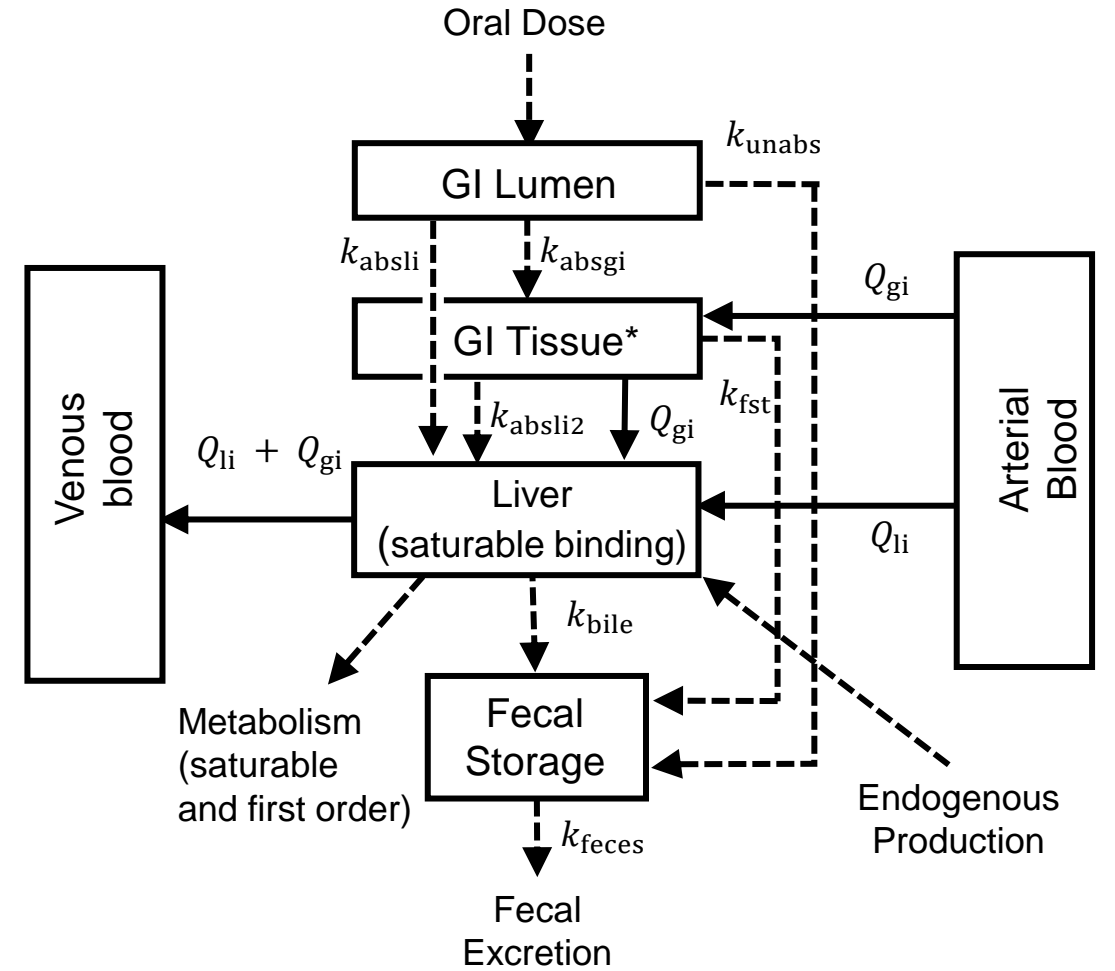 Oral Dose
k_unabs
GI Lumen
k_absli
k_absgi
Q_gi
GI Tissue*
k_fst
k_absli2
Q_gi
Venous
blood
Arterial
Blood
Q_li + Q_gi
Liver
(saturable binding)
Q_li
k_bile
Metabolism
(saturable
and first order)
Fecal
Storage
Endogenous
Production
k_feces
Fecal
Excretion